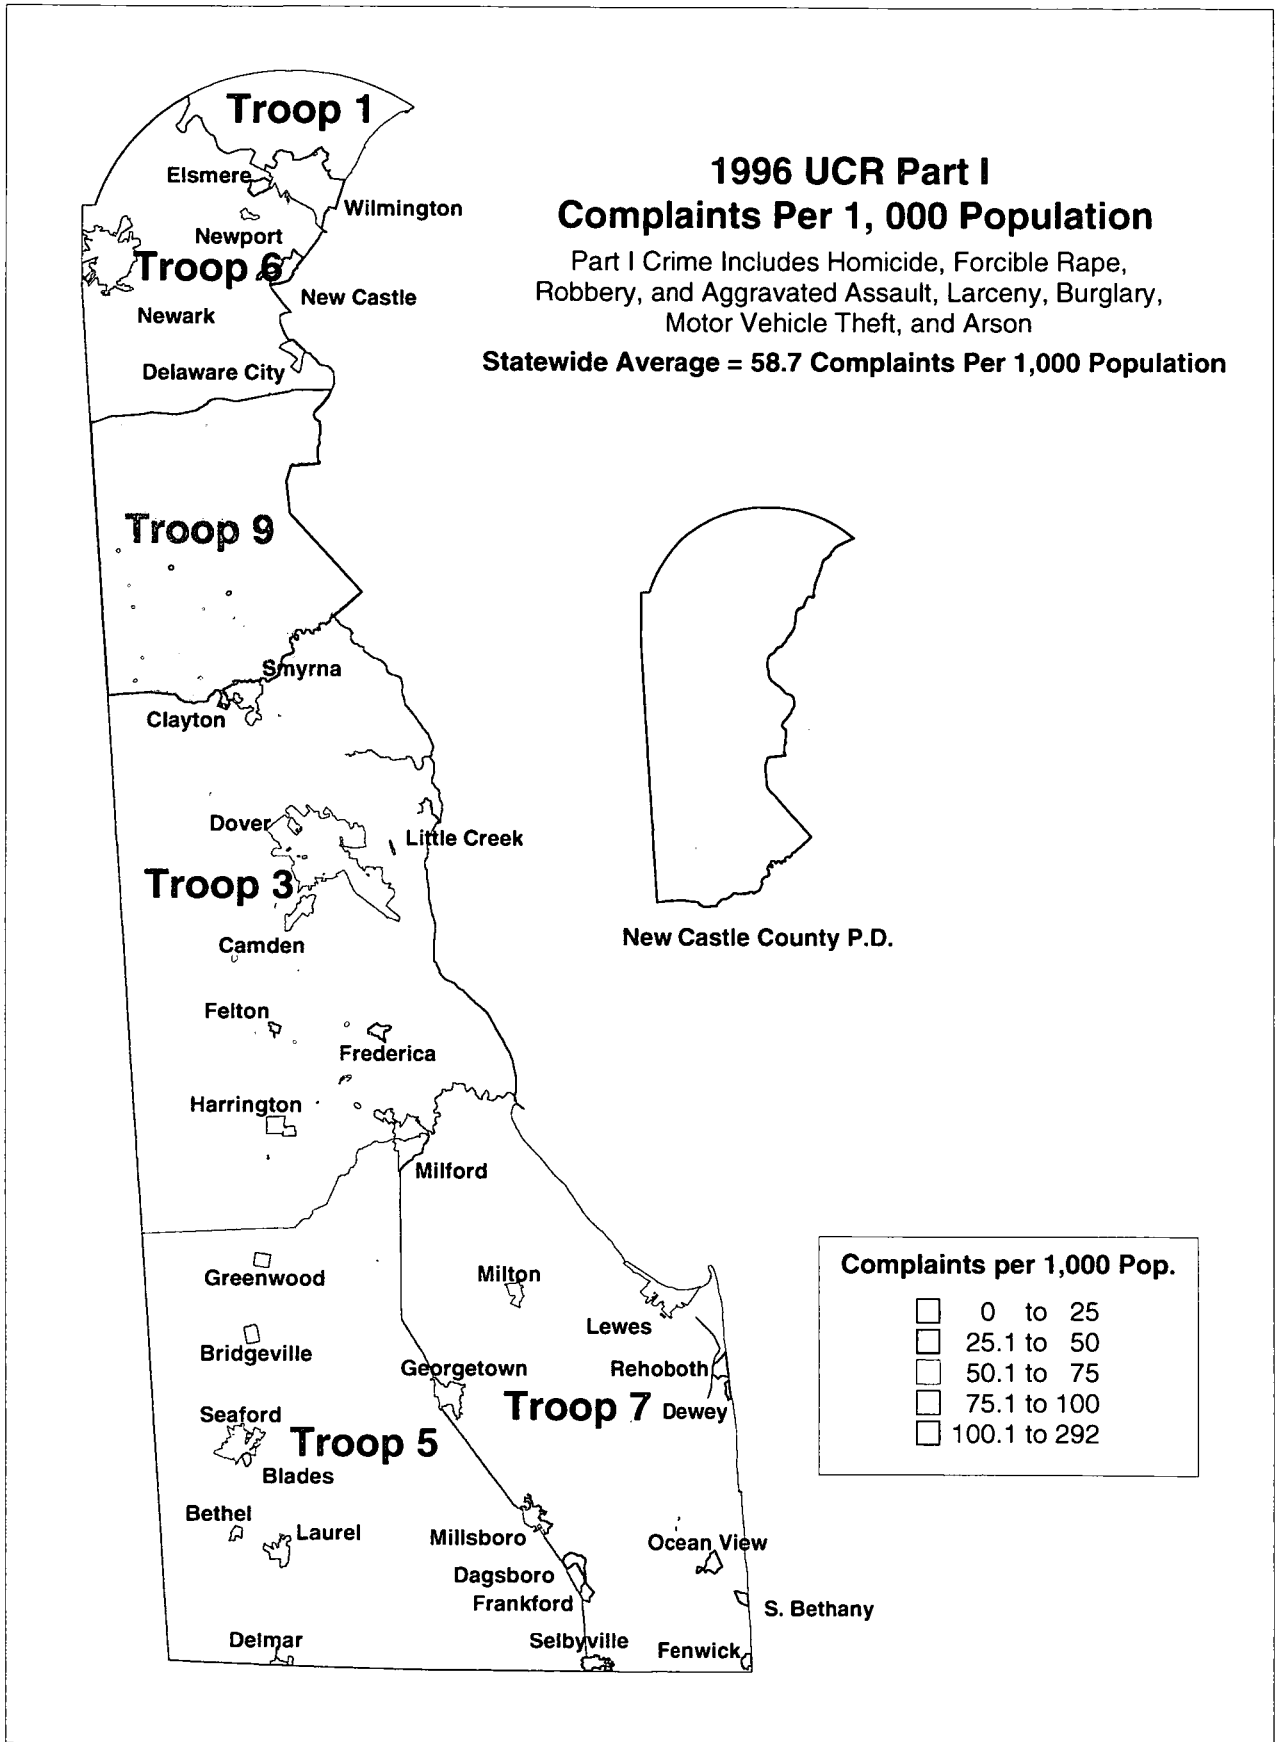 Troop 1
1996 UCR Part I
Complaints Per 1, 000 Population
Part I Crime Includes Homicide, Forcible Rape,
Robbery, and Aggravated Assault, Larceny, Burglary,
Motor Vehicle Theft, and Arson
Statewide Average = 58.7 Complaints Per 1,000 Population
Elsmere
Wilmington
Newport
Troop 6
New Castle
Newark
Delaware City
Troop 9
Smyrna
Clayton
Dover
Little Creek
Troop 3
New Castle County P.D.
Camden
Felton
Frederica
Harrington
Milford
Greenwood
Milton
Lewes
Bridgeville
Georgetown
Rehoboth
Troop 7
Dewey
Seaford
Troop 5
Blades
Bethel
Laurel
Millsboro
Ocean View
Dagsboro
Frankford
S. Bethany
Delmar
Selbyville
Fenwick
Complaints per 1,000 Pop.
0 to 25
25.1 to 50
50.1 to 75
75.1 to 100
100.1 to 292